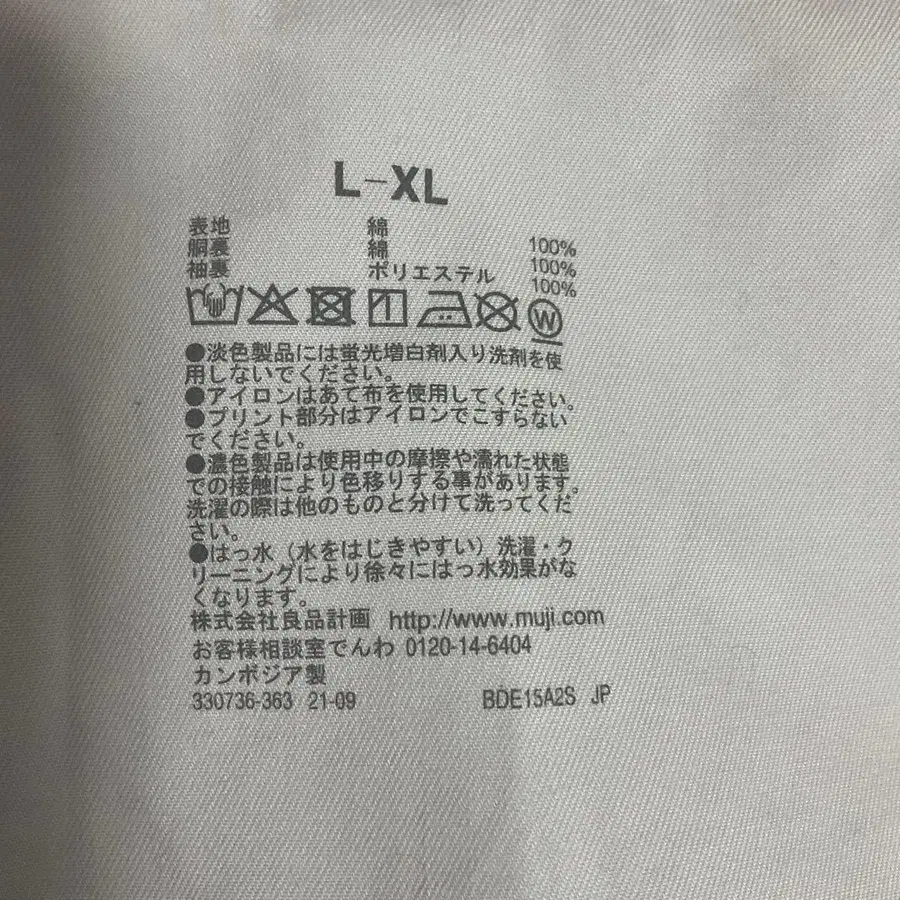 L-XL
表地 綿 100%
胴裏 綿 100%
袖裏 ポリエステル 100%
W
●淡色製品には蛍光増白剤入り洗剤を使
用しないでください。
●アイロンはあて布を使用してください。
●プリント部分はアイロンでこすらない
でください。
●濃色製品は使用中の摩擦や濡れた状態
での接触により色移りする事があります。
洗濯の際は他のものと分けて洗ってくだ
さい。
●はっ水（水をはじきやすい）洗濯・ク
リーニングにより徐々にはっ水効果がな
くなります。
株式会社良品計画 http://www.muji.com
お客様相談室でんわ 0120-14-6404
カンボジア製
330736-363 21-09 BDE15A2S JP